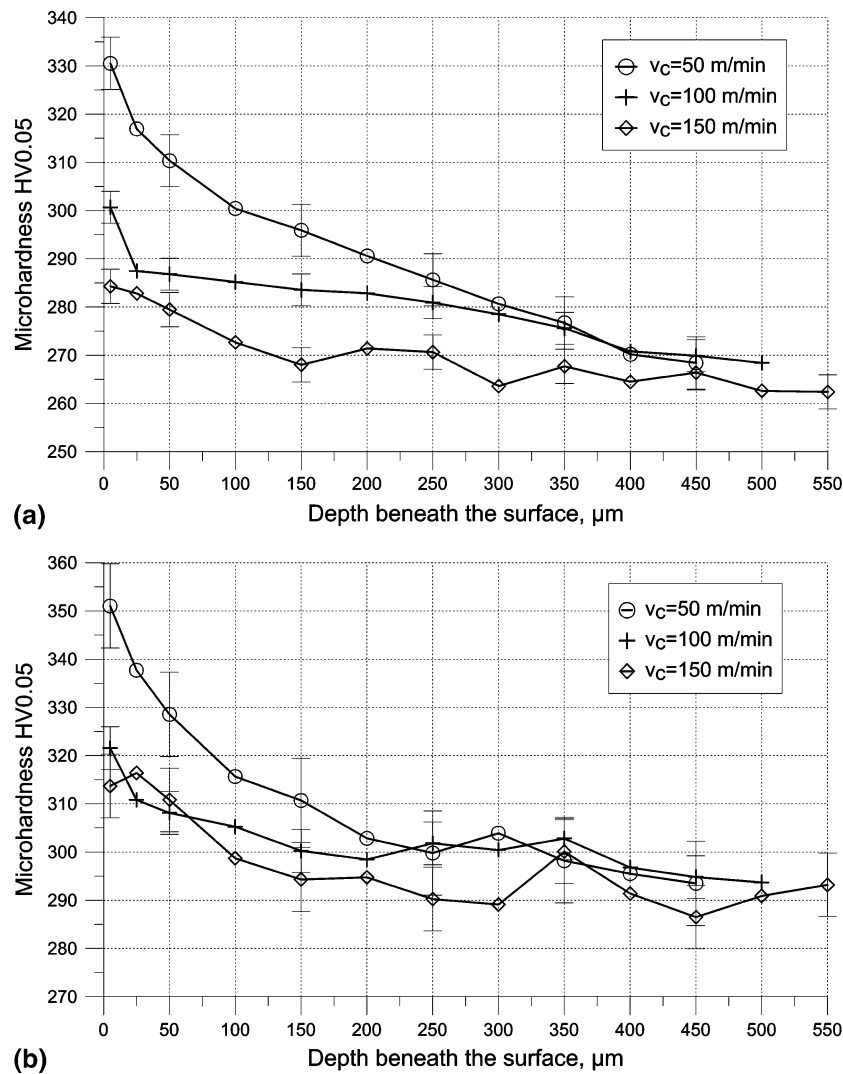 340
330
320
310
300
290
280
270
260
250
Microhardness HV0.05
vc=50 m/min
vc=100 m/min
vc=150 m/min
0 50 100 150 200 250 300 350 400 450 500 550
(a) Depth beneath the surface, μm
360
350
340
330
320
310
300
290
280
270
Microhardness HV0.05
vc=50 m/min
vc=100 m/min
vc=150 m/min
0 50 100 150 200 250 300 350 400 450 500 550
(b) Depth beneath the surface, μm